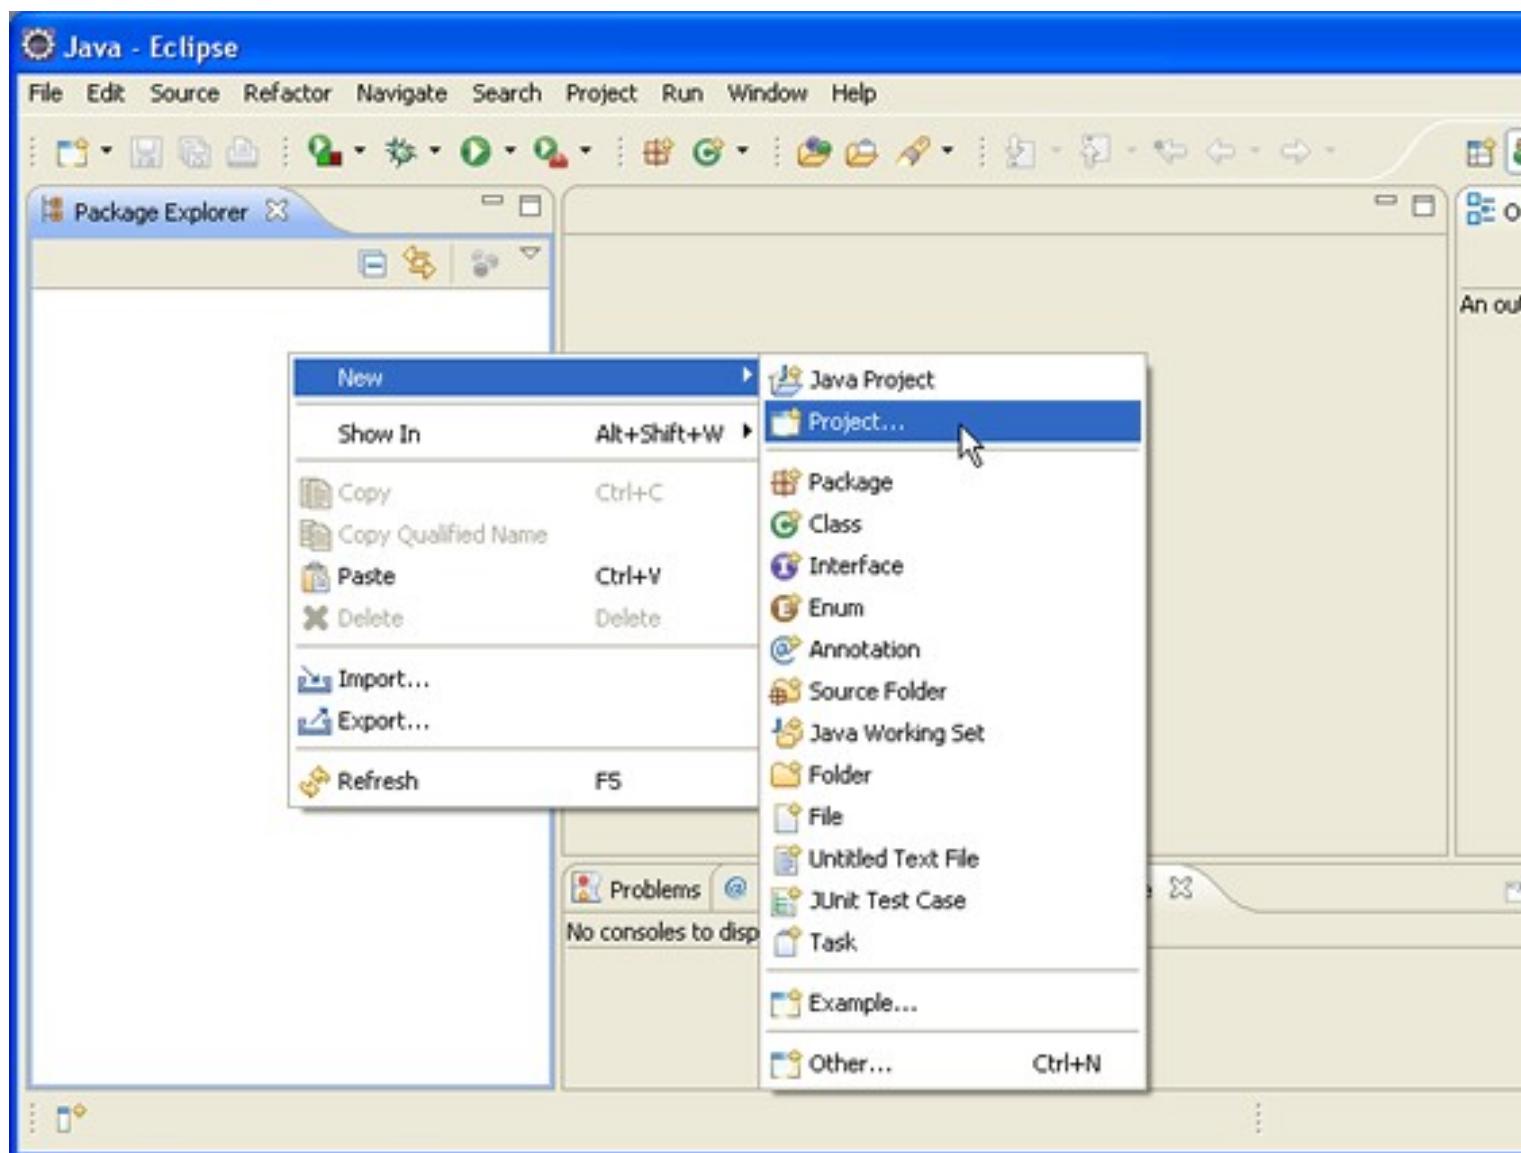 Java - Eclipse
File Edit Source Refactor Navigate Search Project Run Window Help
Package Explorer
An
New
Show In Alt+Shift+W
Copy Ctrl+C
Copy Qualified Name
Paste Ctrl+V
Delete Delete
Import...
Export...
Refresh F5
Java Project
Project...
Package
Class
Interface
Enum
Annotation
Source Folder
Java Working Set
Folder
File
Untitled Text File
JUnit Test Case
Task
Example...
Other... Ctrl+N
Problems
No consoles to disp